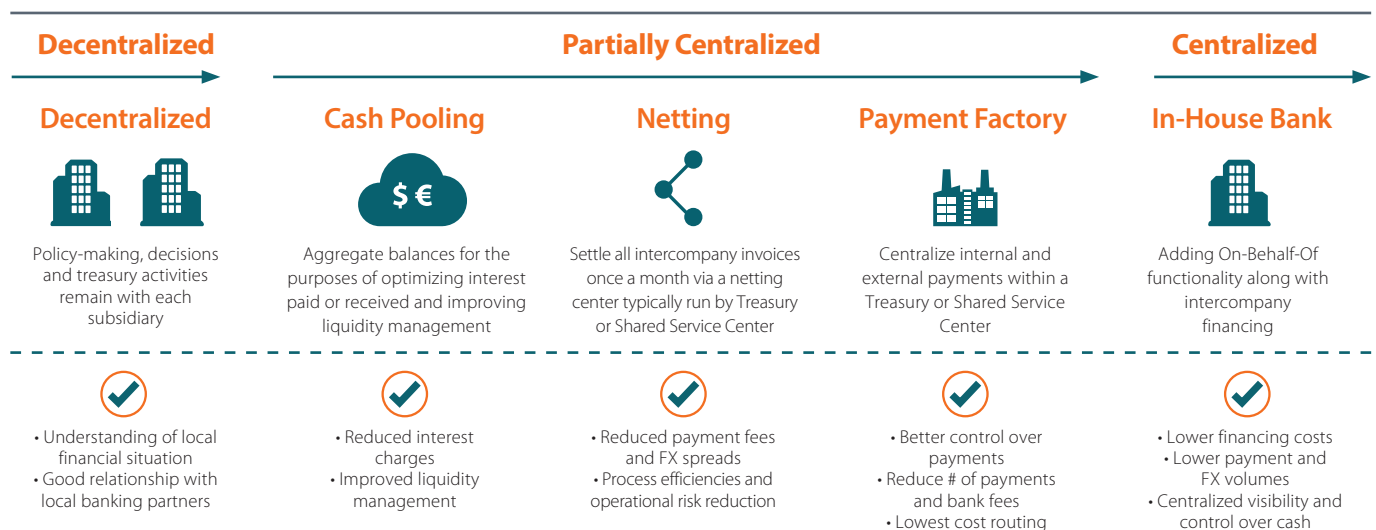 Decentralized
Partially Centralized
Centralized
Decentralized
Cash Pooling
Netting
Payment Factory
In-House Bank
$ €
Policy-making, decisions
and treasury activities
remain with each
subsidiary
Aggregate balances for the
purposes of optimizing interest
paid or received and improving
liquidity management
Settle all intercompany invoices
once a month via a netting
center typically run by Treasury
or Shared Service Center
Centralize internal and
external payments within a
Treasury or Shared Service
Center
Adding On-Behalf-Of
functionality along with
intercompany
financing
• Understanding of local
financial situation
• Good relationship with
local banking partners
• Reduced interest
charges
• Improved liquidity
management
• Reduced payment fees
and FX spreads
• Process efficiencies and
operational risk reduction
• Better control over
payments
• Reduce # of payments
and bank fees
• Lowest cost routing
• Lower financing costs
• Lower payment and
FX volumes
• Centralized visibility and
control over cash